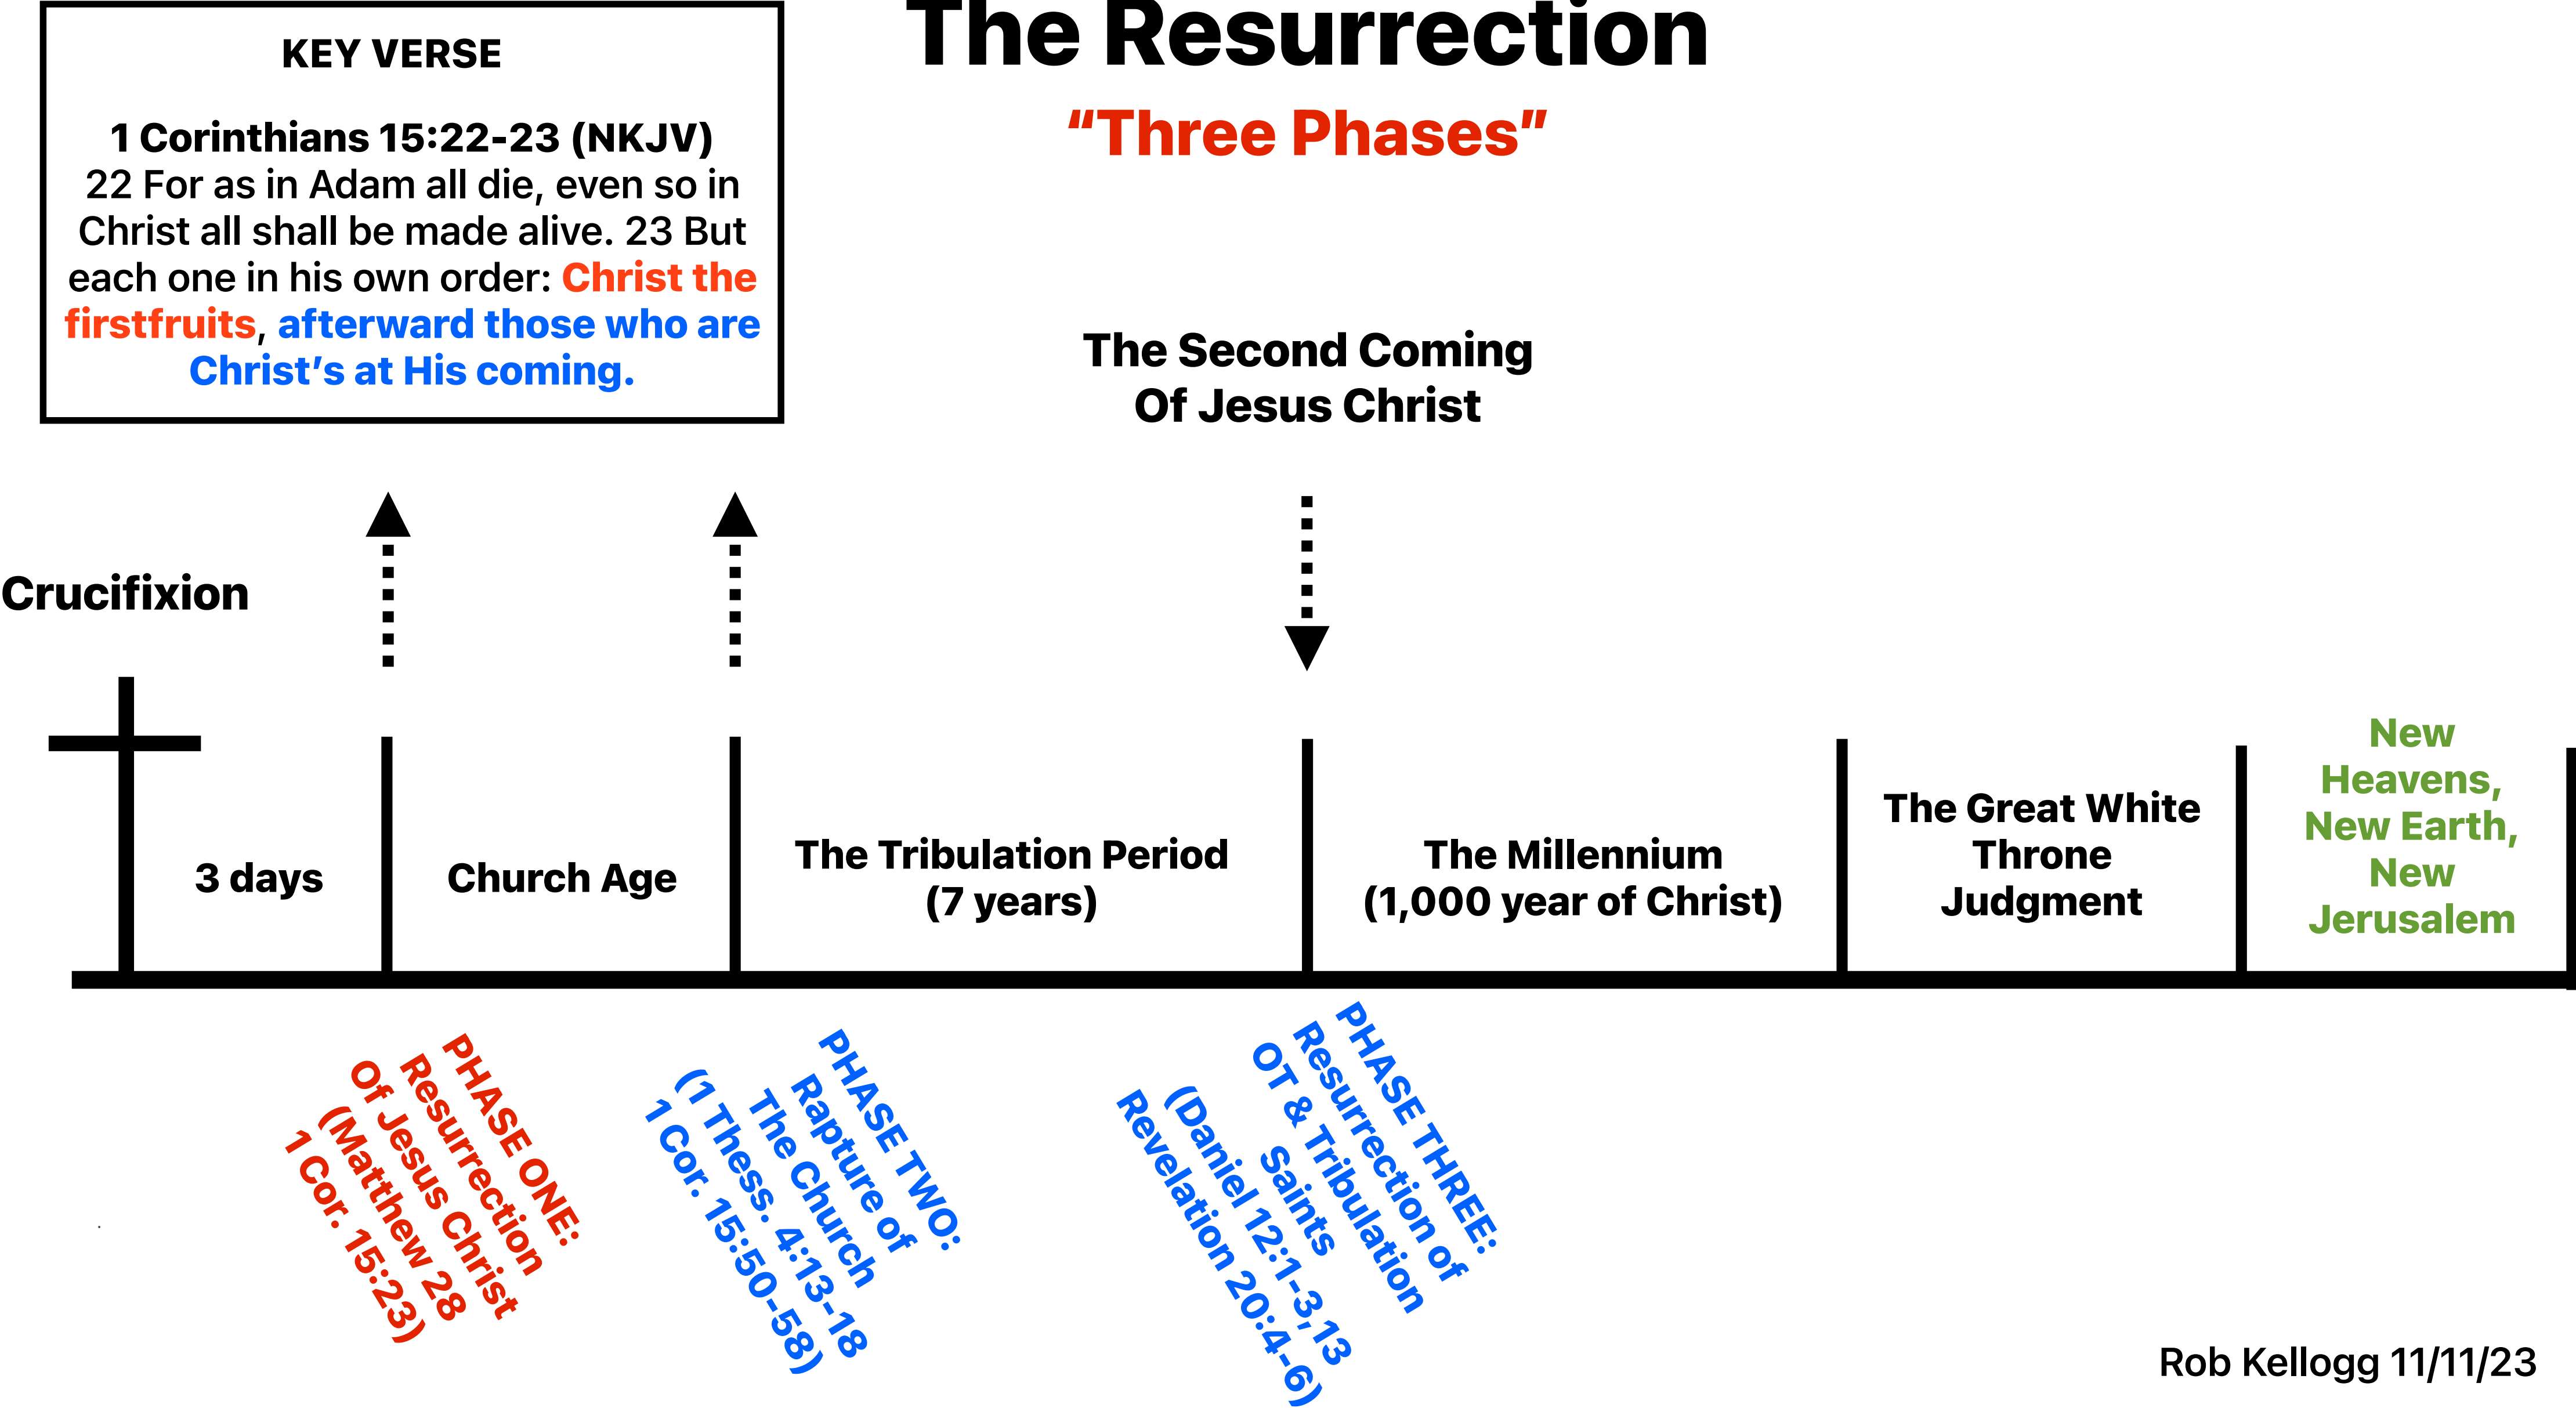 KEY VERSE
1 Corinthians 15:22-23 (NKJV)
22 For as in Adam all die, even so in
Christ all shall be made alive. 23 But
each one in his own order: Christ the
firstfruits, afterward those who are
Christ’s at His coming.
The Resurrection
“Three Phases”
The Second Coming
Of Jesus Christ
Crucifixion
3 days
Church Age
The Tribulation Period
(7 years)
The Millennium
(1,000 year of Christ)
The Great White
Throne
Judgment
New
Heavens,
New Earth,
New
Jerusalem
PHASE ONE:
Resurrection
Of Jesus Christ
(Matthew 28
1 Cor. 15:23)
PHASE TWO:
Rapture of
The Church
(1 Thess. 4:13-18
1 Cor. 15:50-58)
PHASE THREE:
Resurrection of
OT & Tribulation
Saints
(Daniel 12:1-3,13
Revelation 20:4-6)
Rob Kellogg 11/11/23